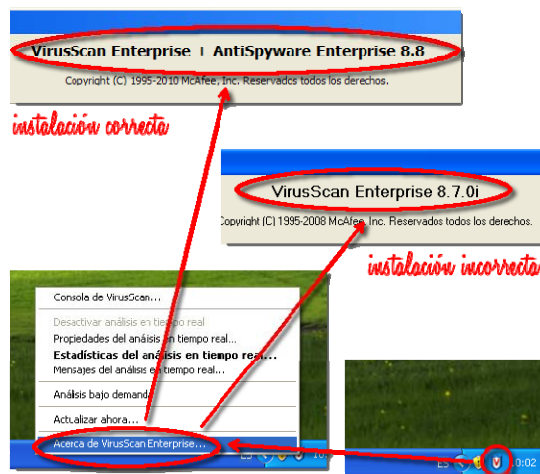 VirusScan Enterprise + AntiSpyware Enterprise 8.8
Copyright (C) 1995-2010 McAfee, Inc. Reservados todos los derechos.
instalación correcta
VirusScan Enterprise 8.7.0i
Copyright (C) 1995-2008 McAfee, Inc. Reservados todos los derechos.
instalación incorrecta
Consola de VirusScan...
Desactivar análisis en tiempo real
Propiedades del análisis en tiempo real...
Estadísticas del análisis en tiempo real...
Mensajes del análisis en tiempo real...
Análisis bajo demanda
Actualizar ahora...
Acerca de VirusScan Enterprise...
ES
ES 10:02